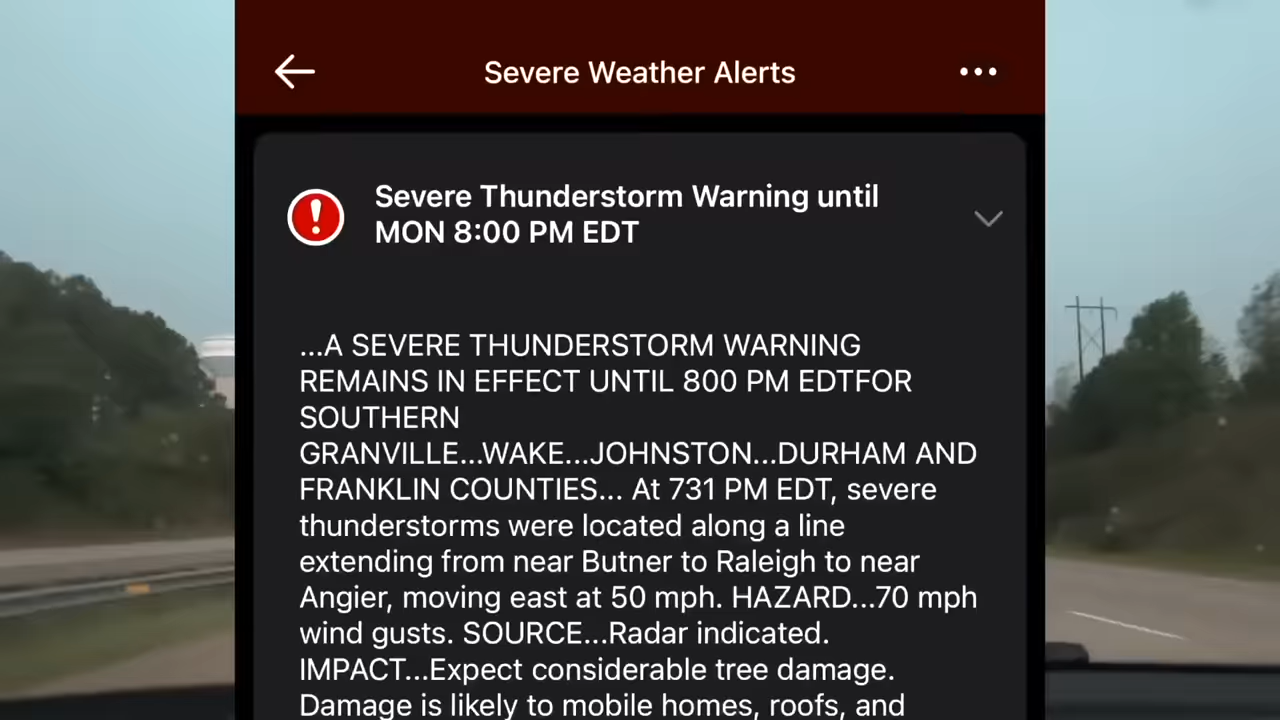 Severe Weather Alerts
Severe Thunderstorm Warning until
MON 8:00 PM EDT
...A SEVERE THUNDERSTORM WARNING
REMAINS IN EFFECT UNTIL 800 PM EDTFOR
SOUTHERN
GRANVILLE...WAKE...JOHNSTON...DURHAM AND
FRANKLIN COUNTIES... At 731 PM EDT, severe
thunderstorms were located along a line
extending from near Butner to Raleigh to near
Angier, moving east at 50 mph. HAZARD...70 mph
wind gusts. SOURCE...Radar indicated.
IMPACT...Expect considerable tree damage.
Damage is likely to mobile homes, roofs, and